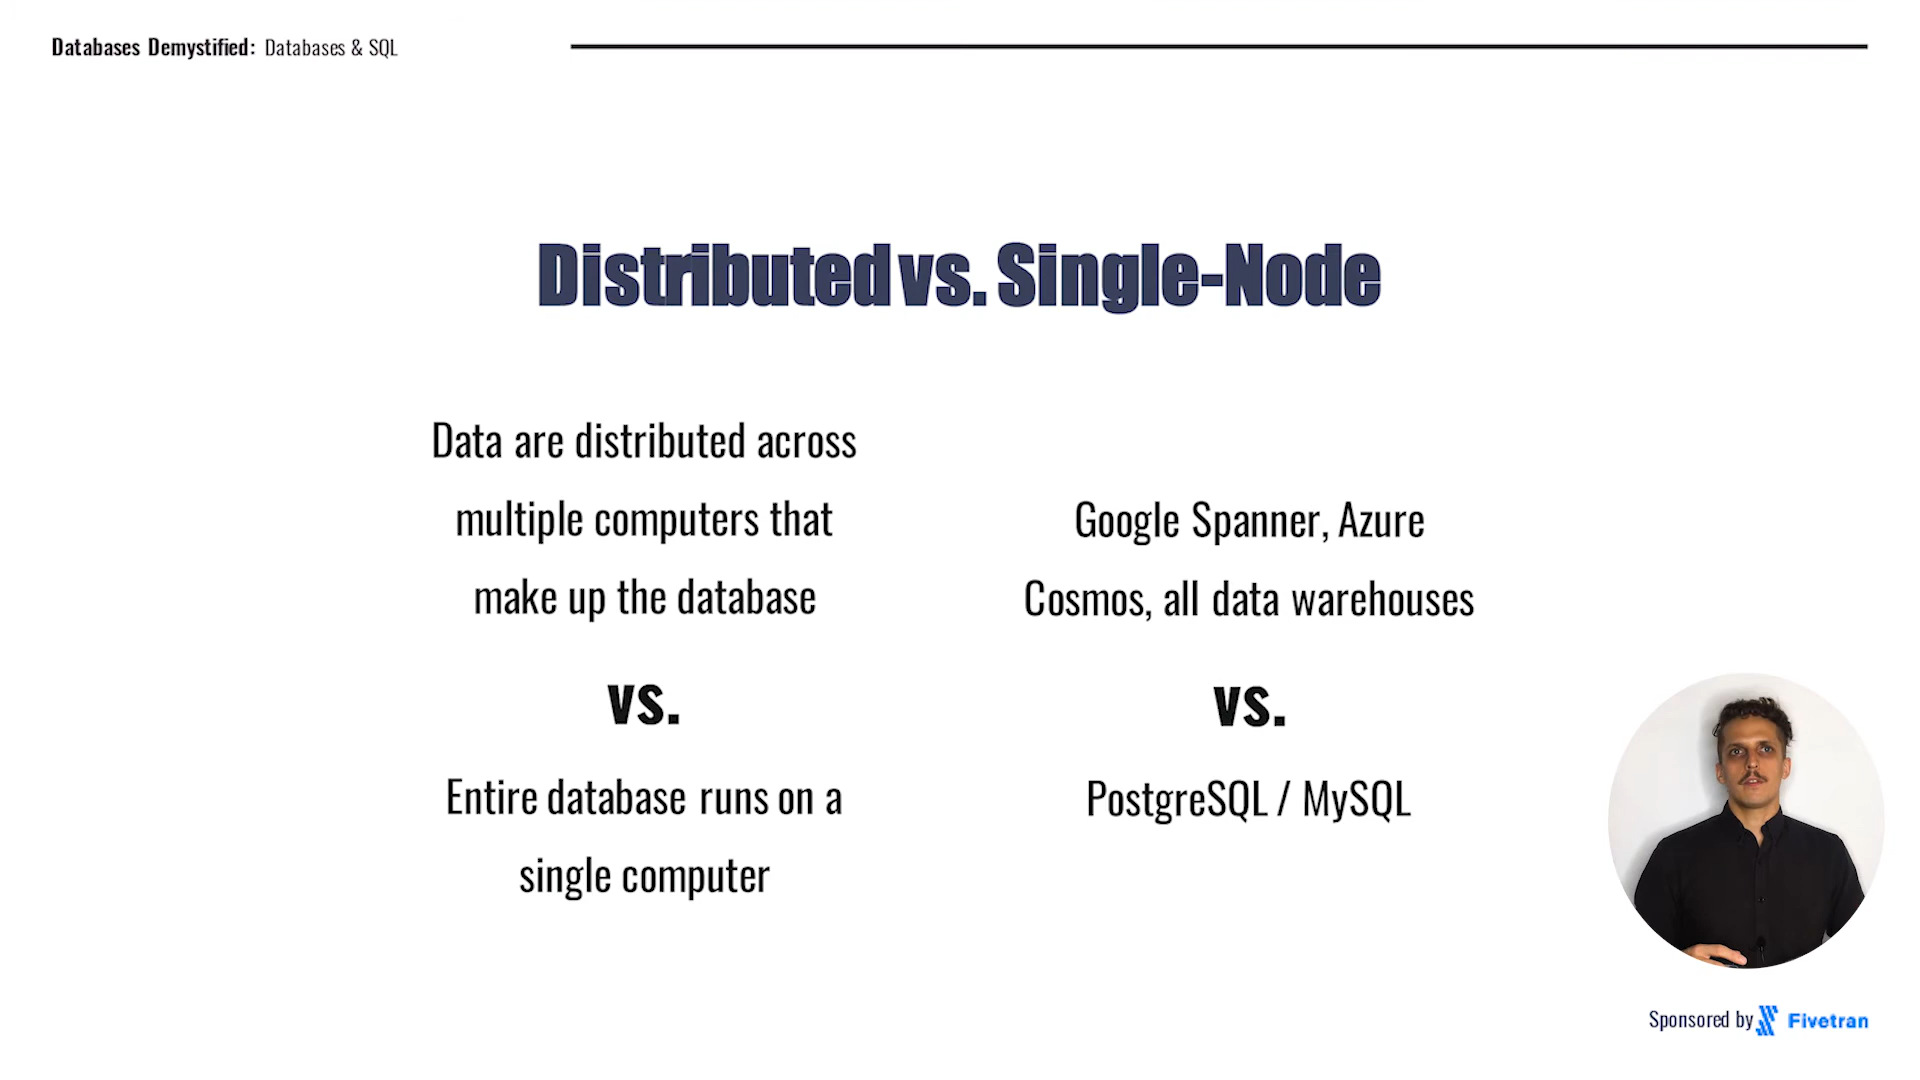 Databases Demystified: Databases & SQL
Distributed vs. Single-Node
Data are distributed across
multiple computers that
make up the database
vs.
Entire database runs on a
single computer
Google Spanner, Azure
Cosmos, all data warehouses
vs.
PostgreSQL / MySQL
Sponsored by Fivetran